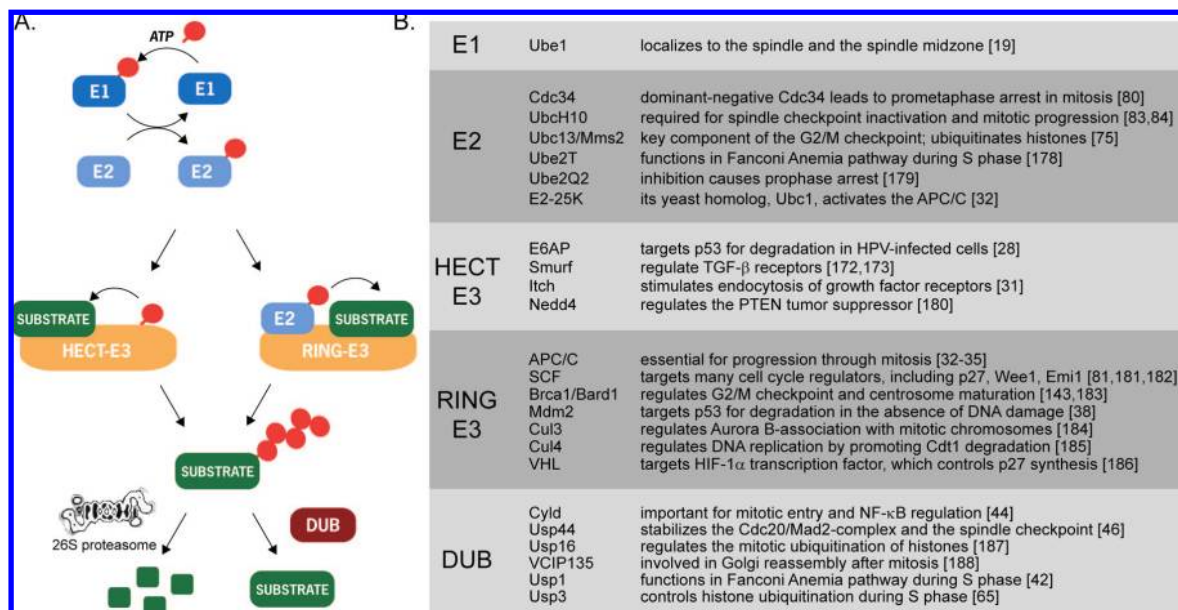 A.
ATP
E1
E1
E2
E2
SUBSTRATE
HECT-E3
E2
SUBSTRATE
RING-E3
SUBSTRATE
26S proteasome
DUB
SUBSTRATE
B.
E1
Ube1 localizes to the spindle and the spindle midzone [19]
E2
Cdc34 dominant-negative Cdc34 leads to prometaphase arrest in mitosis [80]
UbcH10 required for spindle checkpoint inactivation and mitotic progression [83,84]
Ubc13/Mms2 key component of the G2/M checkpoint; ubiquitinates histones [75]
Ube2T functions in Fanconi Anemia pathway during S phase [178]
Ube2Q2 inhibition causes prophase arrest [179]
E2-25K its yeast homolog, Ubc1, activates the APC/C [32]
HECT
E3
E6AP targets p53 for degradation in HPV-infected cells [28]
Smurf regulate TGF-β receptors [172,173]
Itch stimulates endocytosis of growth factor receptors [31]
Nedd4 regulates the PTEN tumor suppressor [180]
RING
E3
APC/C essential for progression through mitosis [32-35]
SCF targets many cell cycle regulators, including p27, Wee1, Emi1 [81,181,182]
Brca1/Bard1 regulates G2/M checkpoint and centrosome maturation [143,183]
Mdm2 targets p53 for degradation in the absence of DNA damage [38]
Cul3 regulates Aurora B-association with mitotic chromosomes [184]
Cul4 regulates DNA replication by promoting Cdt1 degradation [185]
VHL targets HIF-1α transcription factor, which controls p27 synthesis [186]
DUB
Cyld important for mitotic entry and NF-κB regulation [44]
Usp44 stabilizes the Cdc20/Mad2-complex and the spindle checkpoint [46]
Usp16 regulates the mitotic ubiquitination of histones [187]
VCIP135 involved in Golgi reassembly after mitosis [188]
Usp1 functions in Fanconi Anemia pathway during S phase [42]
Usp3 controls histone ubiquitination during S phase [65]